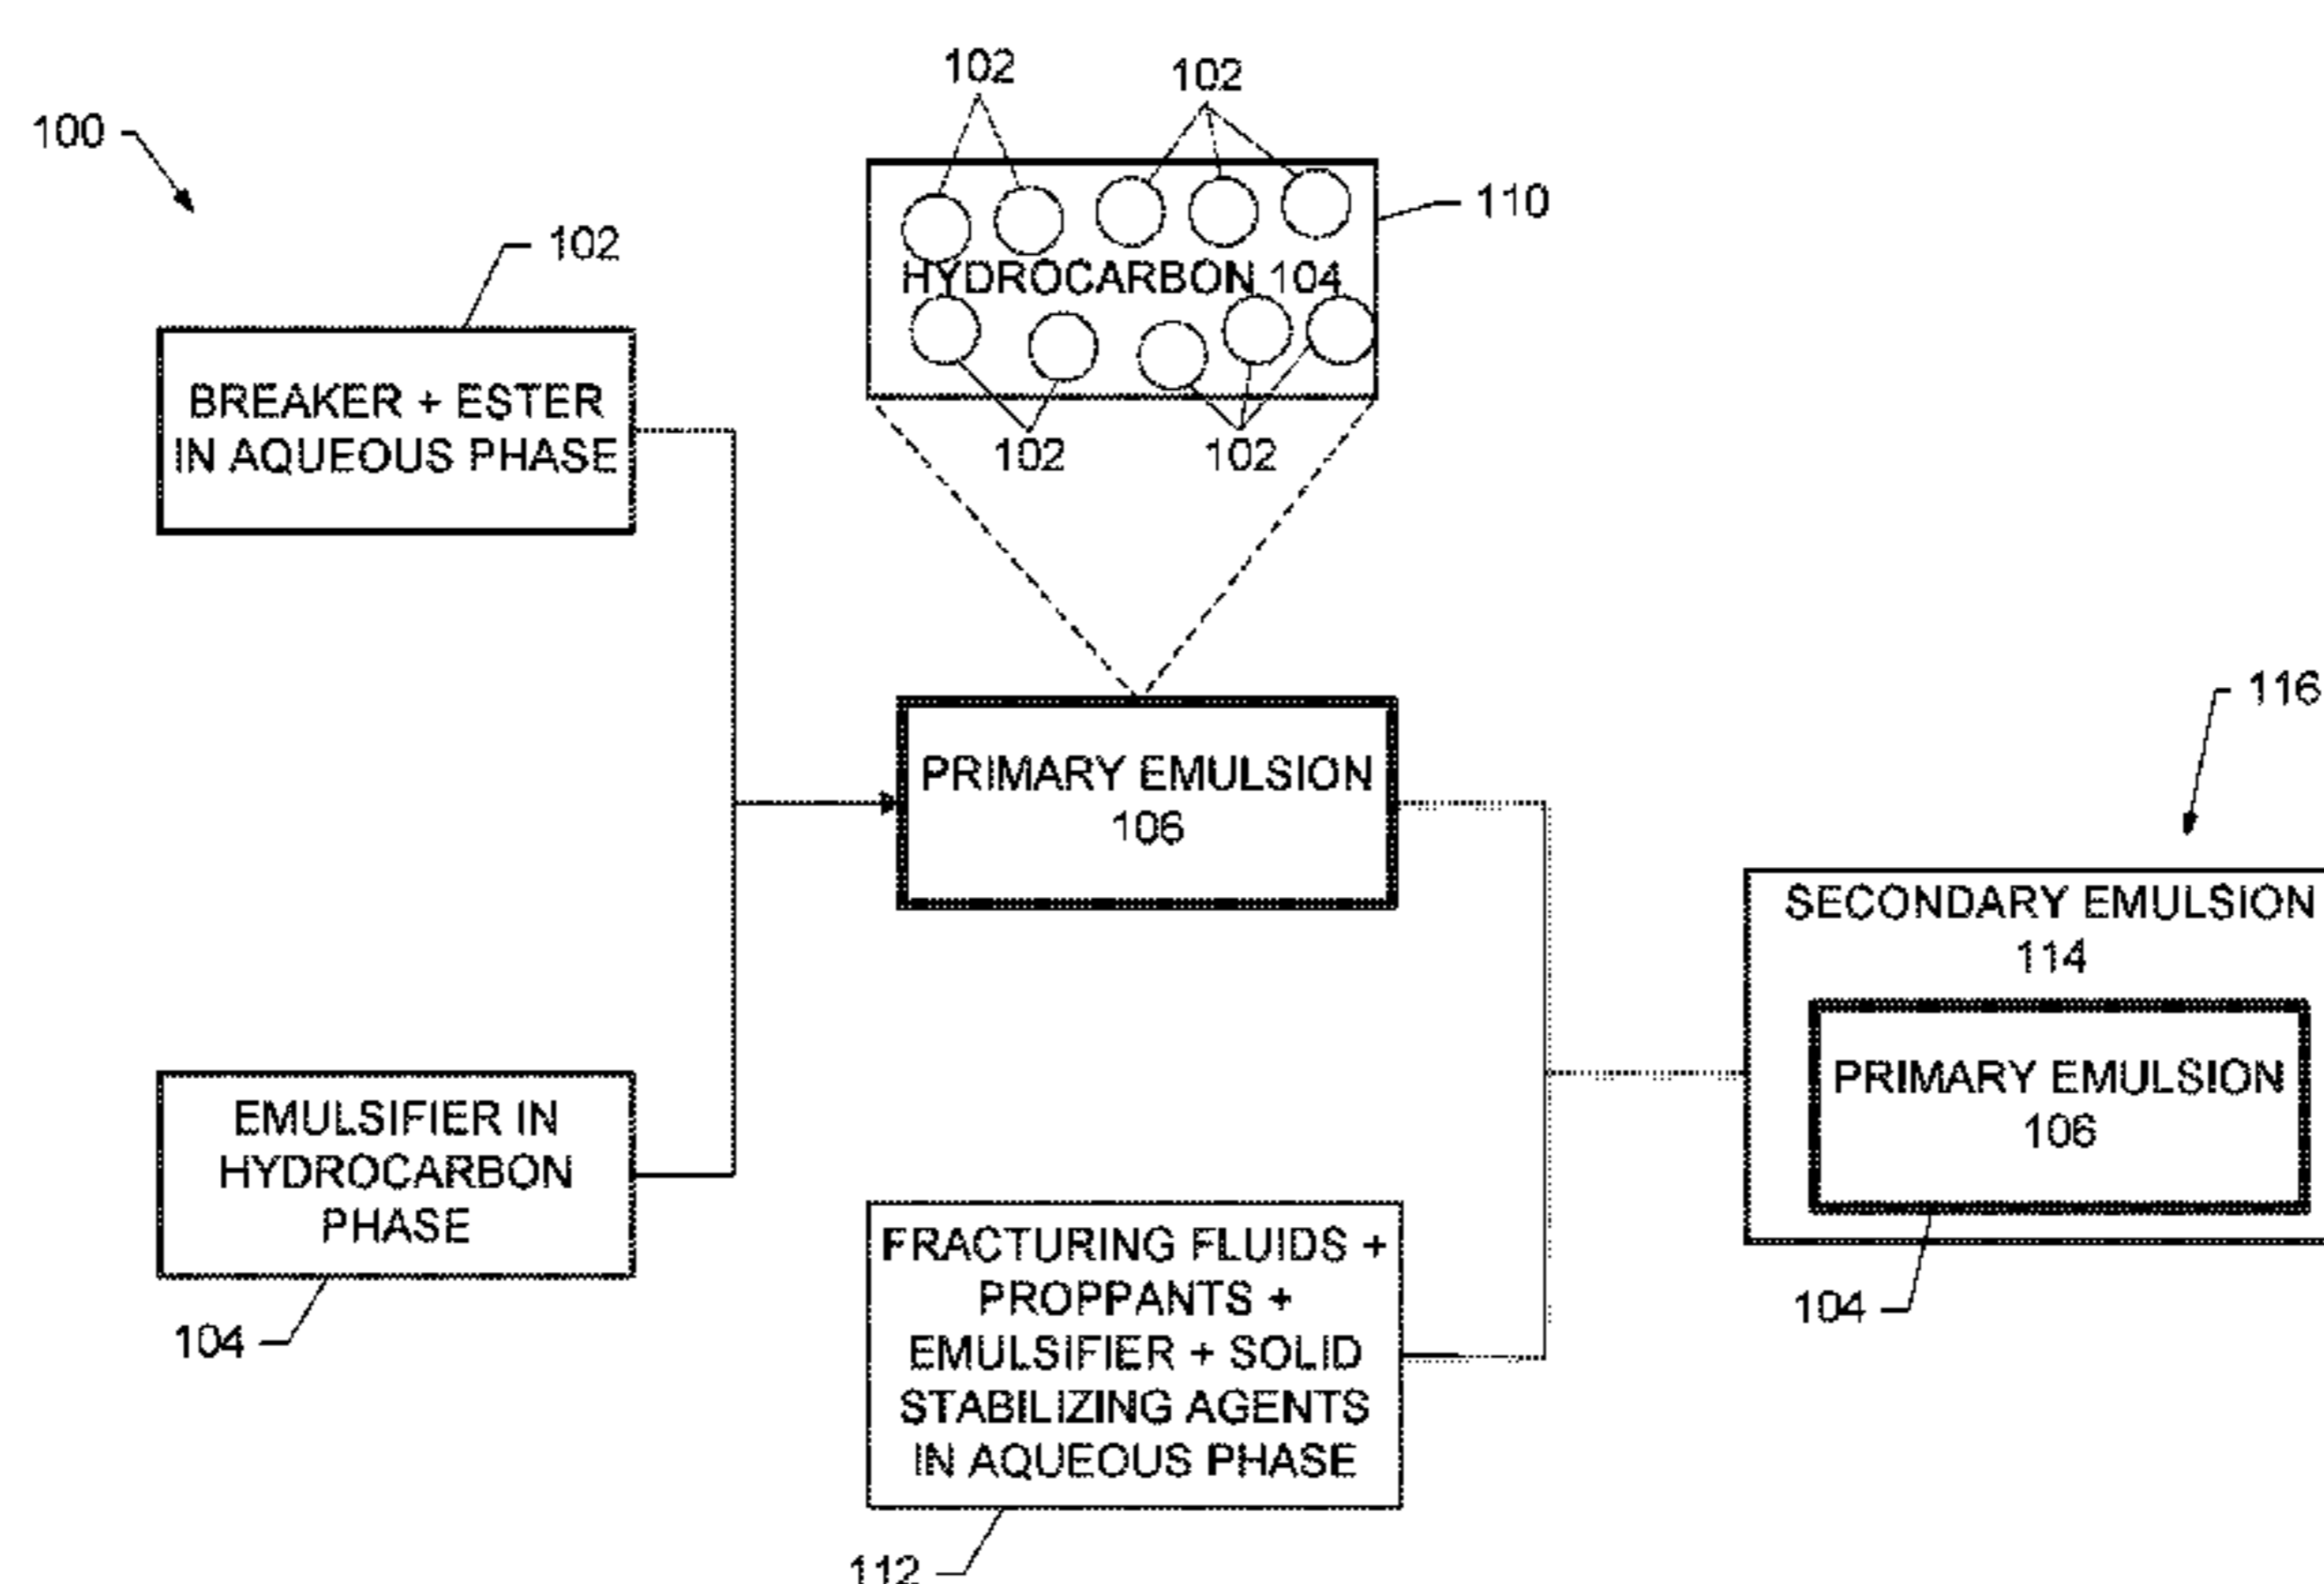 102
102
100
110
102
HYDROCARBON 104
BREAKER + ESTER
IN AQUEOUS PHASE
102
102
116
PRIMARY EMULSION
106
SECONDARY EMULSION
114
PRIMARY EMULSION
106
EMULSIFIER IN
HYDROCARBON
PHASE
104
FRACTURING FLUIDS +
PROPPANTS +
EMULSIFIER + SOLID
STABILIZING AGENTS
IN AQUEOUS PHASE
104
112